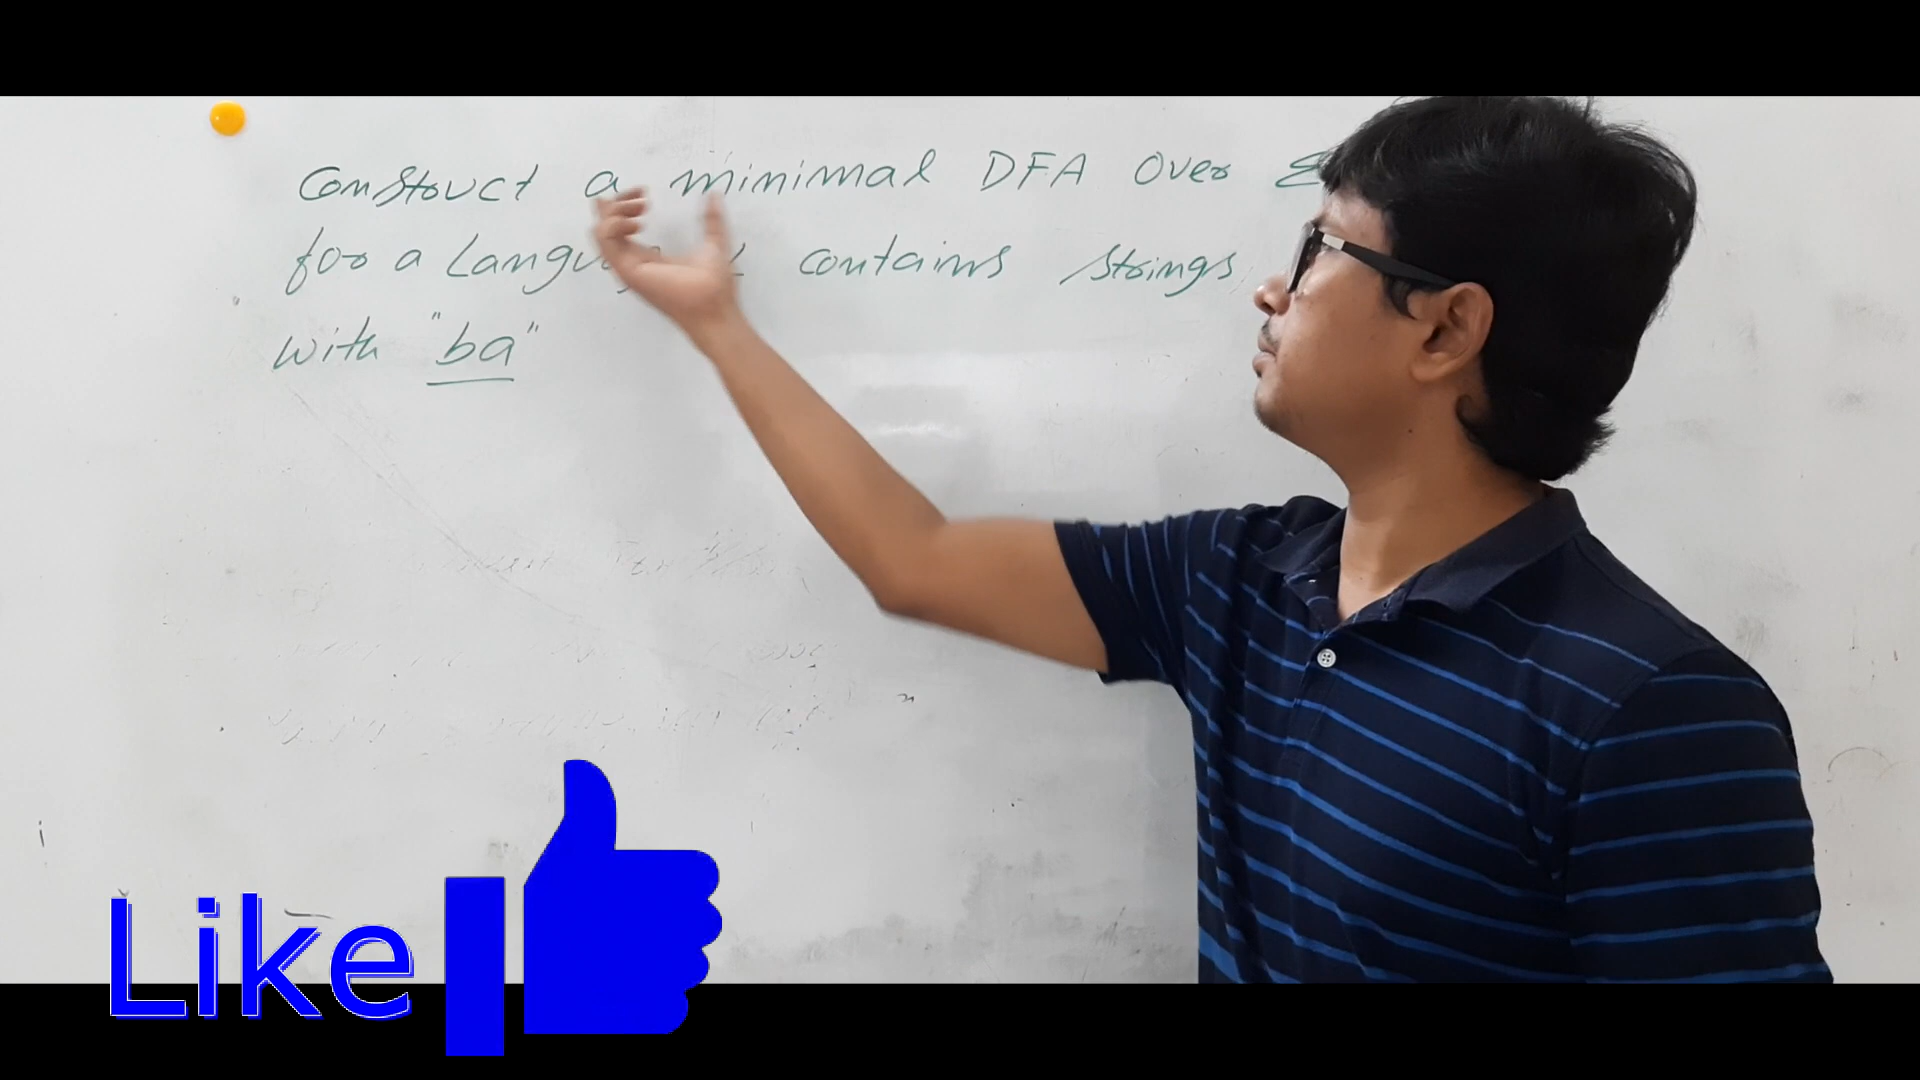 Construct a minimal DFA Over Σ
for a Language L contains strings
with "ba"
Like